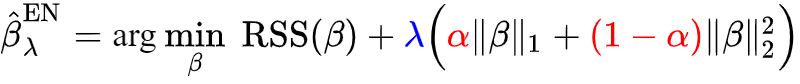 β̂_λ^EN = arg min_β RSS(β) + λ(α‖β‖₁ + (1 − α)‖β‖₂²)